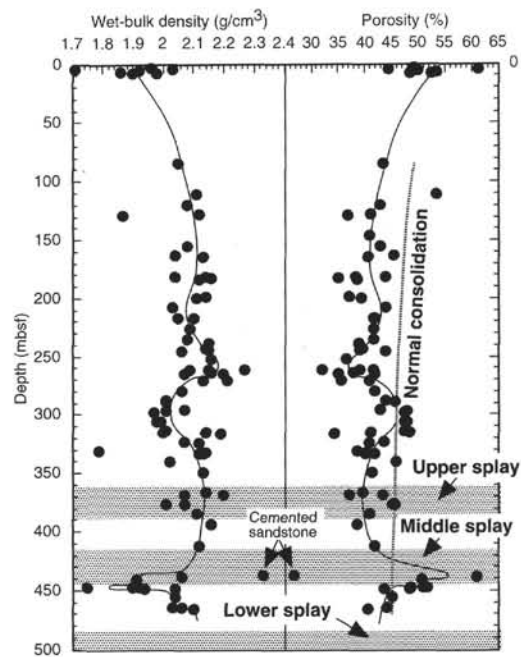 Wet-bulk density (g/cm³) Porosity (%)
1.7 1.8 1.9 2 2.1 2.2 2.3 2.4 30 35 40 45 50 55 60 65
0 0
50
100
150
200
250
300
350
400
450
500
Depth (mbsf)
Normal consolidation
Upper splay
Cemented
sandstone
Middle splay
Lower splay